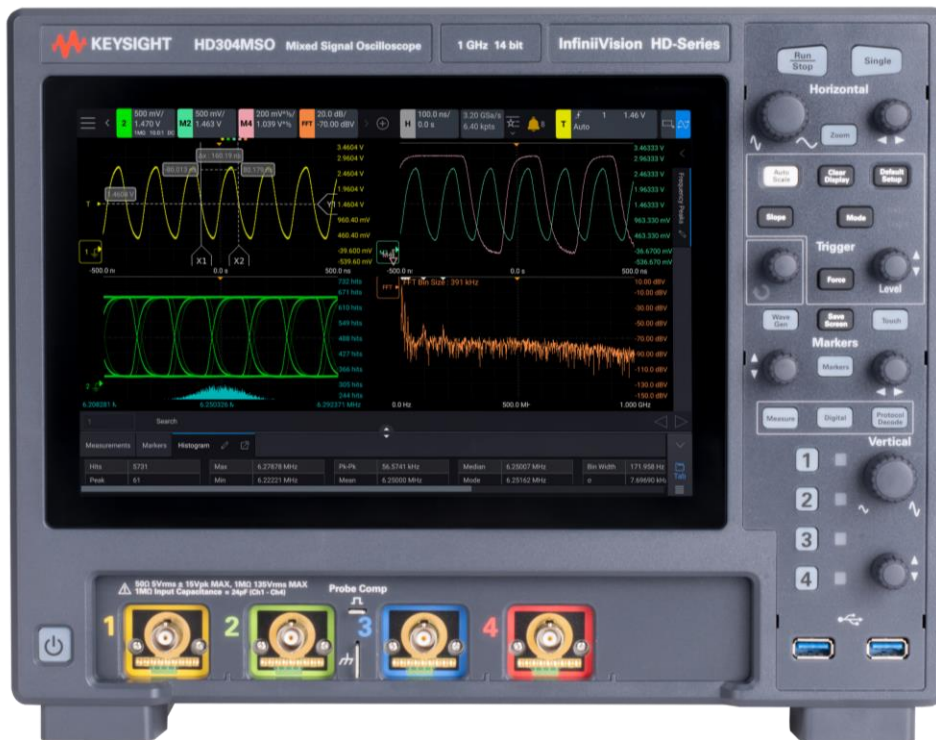 KEYSIGHT HD304MSO Mixed Signal Oscilloscope 1 GHz 14 bit InfiniiVision HD-Series
Run Stop
Single
Horizontal
Zoom
2 500 mV/ M2 500 mV/ M4 200 mV*V/ FFT 20.0 dB/ H 100.0 ns/ 3.20 GSa/s T 1 1.46 V
1.470 V 1.463 V 1.039 V*V -70.00 dBV 0.0 s 6.40 kpts Auto
Auto Scale
Clear Display
Default Setup
Slope
Mode
Trigger
Force
Level
Wave Gen
Save Screen
Touch
Markers
Markers
Measure
Digital
Protocol Decode
Vertical
1
2
3
4
3.4604 V
2.9604 V
2.4604 V
1.9604 V
1.4604 V
960.40 mV
460.40 mV
-39.600 mV
-539.60 mV
Δx : 160.19 ns
1.4604 V
X1
X2
0.0 s
500.0 ns
3.46333 V
2.96333 V
2.46333 V
1.96333 V
1.46333 V
963.330 mV
463.330 mV
-36.6700 mV
-536.670 mV
-500.0 ns
0.0 s
500.0 ns
Frequency Peaks
732 hits
671 hits
610 hits
549 hits
488 hits
427 hits
366 hits
305 hits
244 hits
6.292371 MHz
FFT Bin Size : 391 kHz
10.00 dBV
-10.00 dBV
-30.00 dBV
-50.00 dBV
-70.00 dBV
-90.00 dBV
-110.0 dBV
-130.0 dBV
-150.0 dBV
0.0 Hz
1.000 GHz
Search
Measurements Markers Histogram
Hits 5731 Max 6.27878 MHz Pk-Pk 56.5741 kHz Median 6.25007 MHz Bin Width 171.958 Hz
Peak 61 Min 6.22221 MHz Mean 6.25000 MHz Mode 6.25162 MHz σ 7.69690 kHz
Tab
50Ω 5Vrms ± 15Vpk MAX, 1MΩ 135Vrms MAX
1MΩ Input Capacitance = 24pF (Ch1 - Ch4)
Probe Comp
1
2
3
4